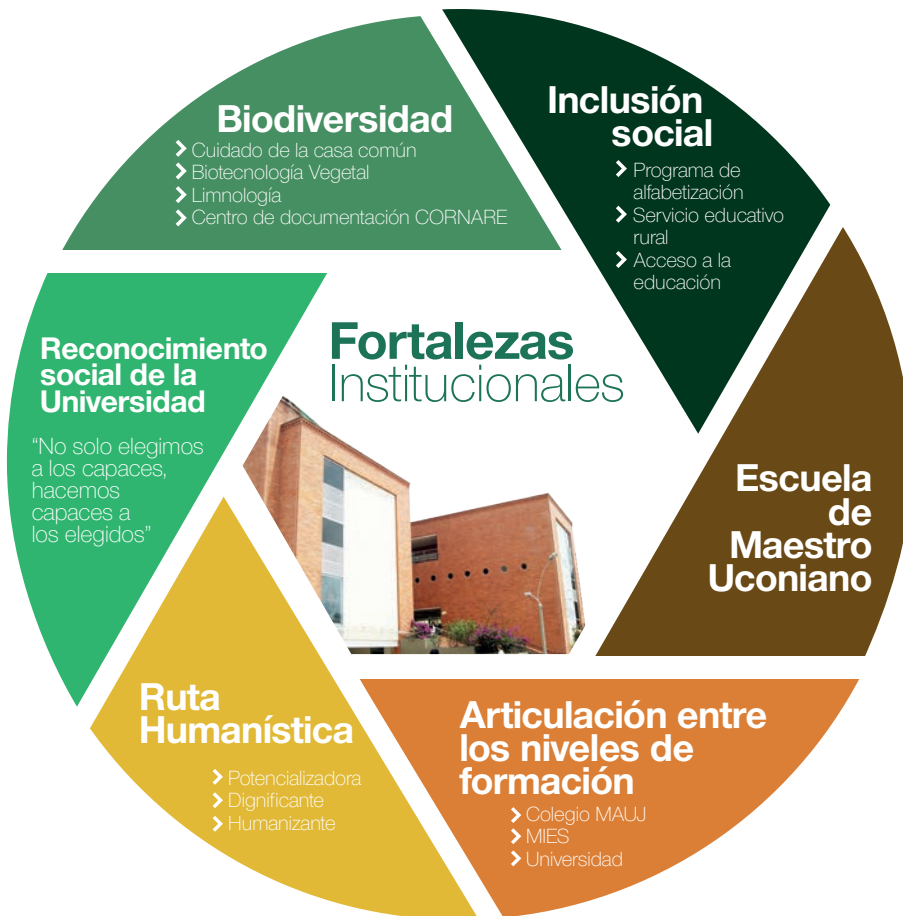 Fortalezas
Institucionales
Biodiversidad
Cuidado de la casa común
Biotecnología Vegetal
Limnología
Centro de documentación CORNARE
Inclusión
social
Programa de
alfabetización
Servicio educativo
rural
Acceso a la
educación
Escuela
de
Maestro
Uconiano
Articulación entre
los niveles de
formación
Colegio MAUJ
MIES
Universidad
Ruta
Humanística
Potencializadora
Dignificante
Humanizante
Reconocimiento
social de la
Universidad
“No solo elegimos
a los capaces,
hacemos
capaces a
los elegidos”